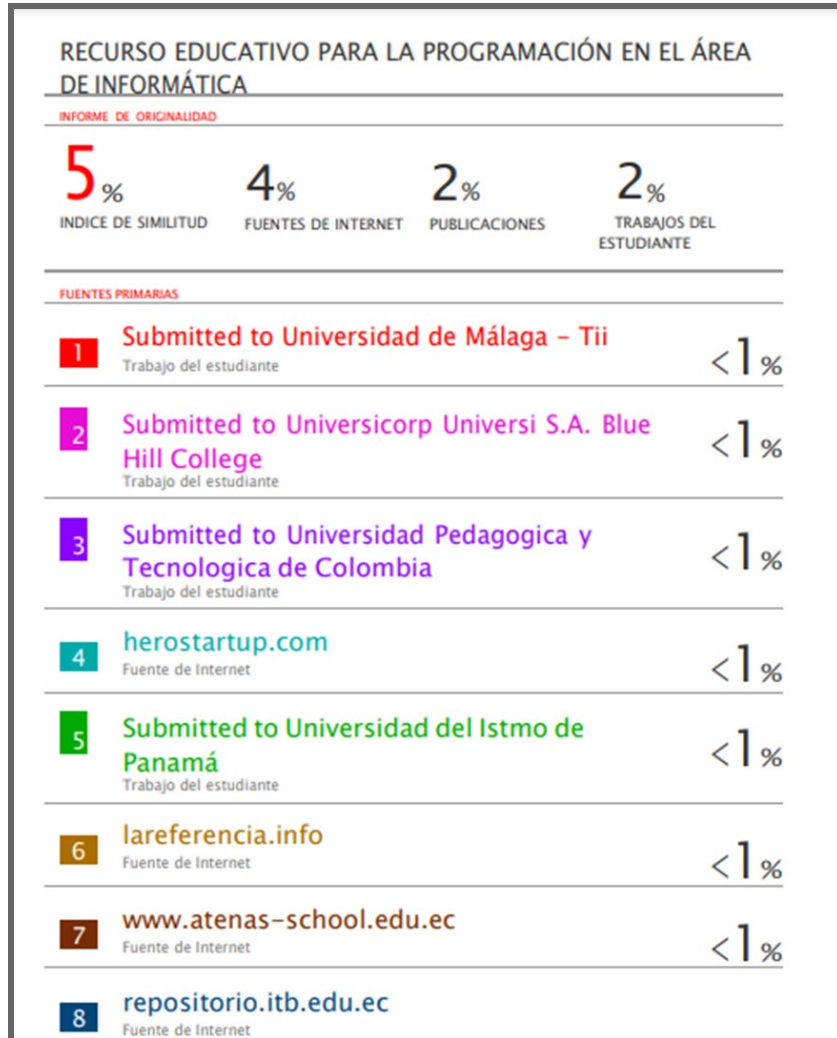 RECURSO EDUCATIVO PARA LA PROGRAMACIÓN EN EL ÁREA
DE INFORMÁTICA
INFORME DE ORIGINALIDAD
5%
4%
2%
2%
INDICE DE SIMILITUD
FUENTES DE INTERNET
PUBLICACIONES
TRABAJOS DEL
ESTUDIANTE
FUENTES PRIMARIAS
1 Submitted to Universidad de Málaga – Tii
Trabajo del estudiante
<1%
2 Submitted to Universicorp Universi S.A. Blue
Hill College
Trabajo del estudiante
<1%
3 Submitted to Universidad Pedagogica y
Tecnologica de Colombia
Trabajo del estudiante
<1%
4 herostartup.com
Fuente de Internet
<1%
5 Submitted to Universidad del Istmo de
Panamá
Trabajo del estudiante
<1%
6 lareferencia.info
Fuente de Internet
<1%
7 www.atenas–school.edu.ec
Fuente de Internet
<1%
8 repositorio.itb.edu.ec
Fuente de Internet